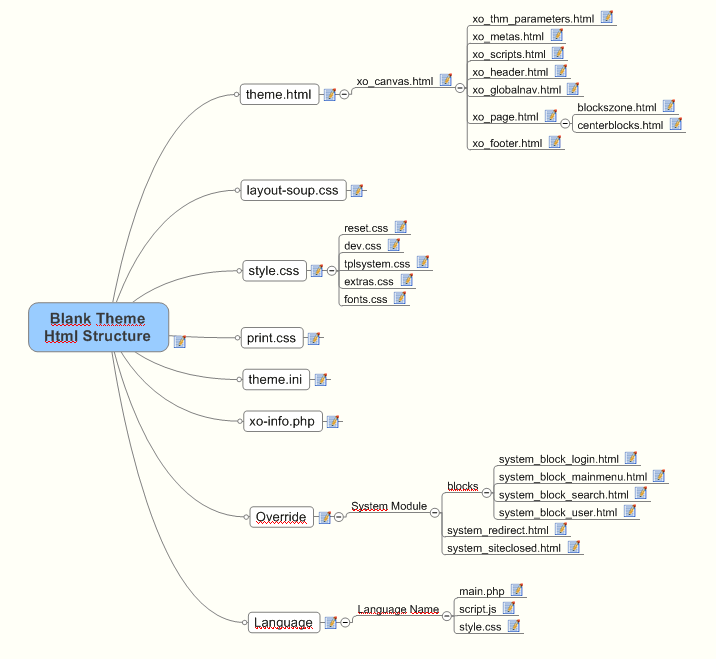 xo_thm_parameters.html
xo_metas.html
xo_scripts.html
xo_header.html
xo_globalnav.html
xo_canvas.html
theme.html
xo_page.html
blockszone.html
centerblocks.html
xo_footer.html
layout-soup.css
reset.css
dev.css
tplsystem.css
extras.css
fonts.css
style.css
Blank Theme
Html Structure
print.css
theme.ini
xo-info.php
system_block_login.html
system_block_mainmenu.html
system_block_search.html
system_block_user.html
blocks
System Module
Override
system_redirect.html
system_siteclosed.html
main.php
script.js
style.css
Language Name
Language